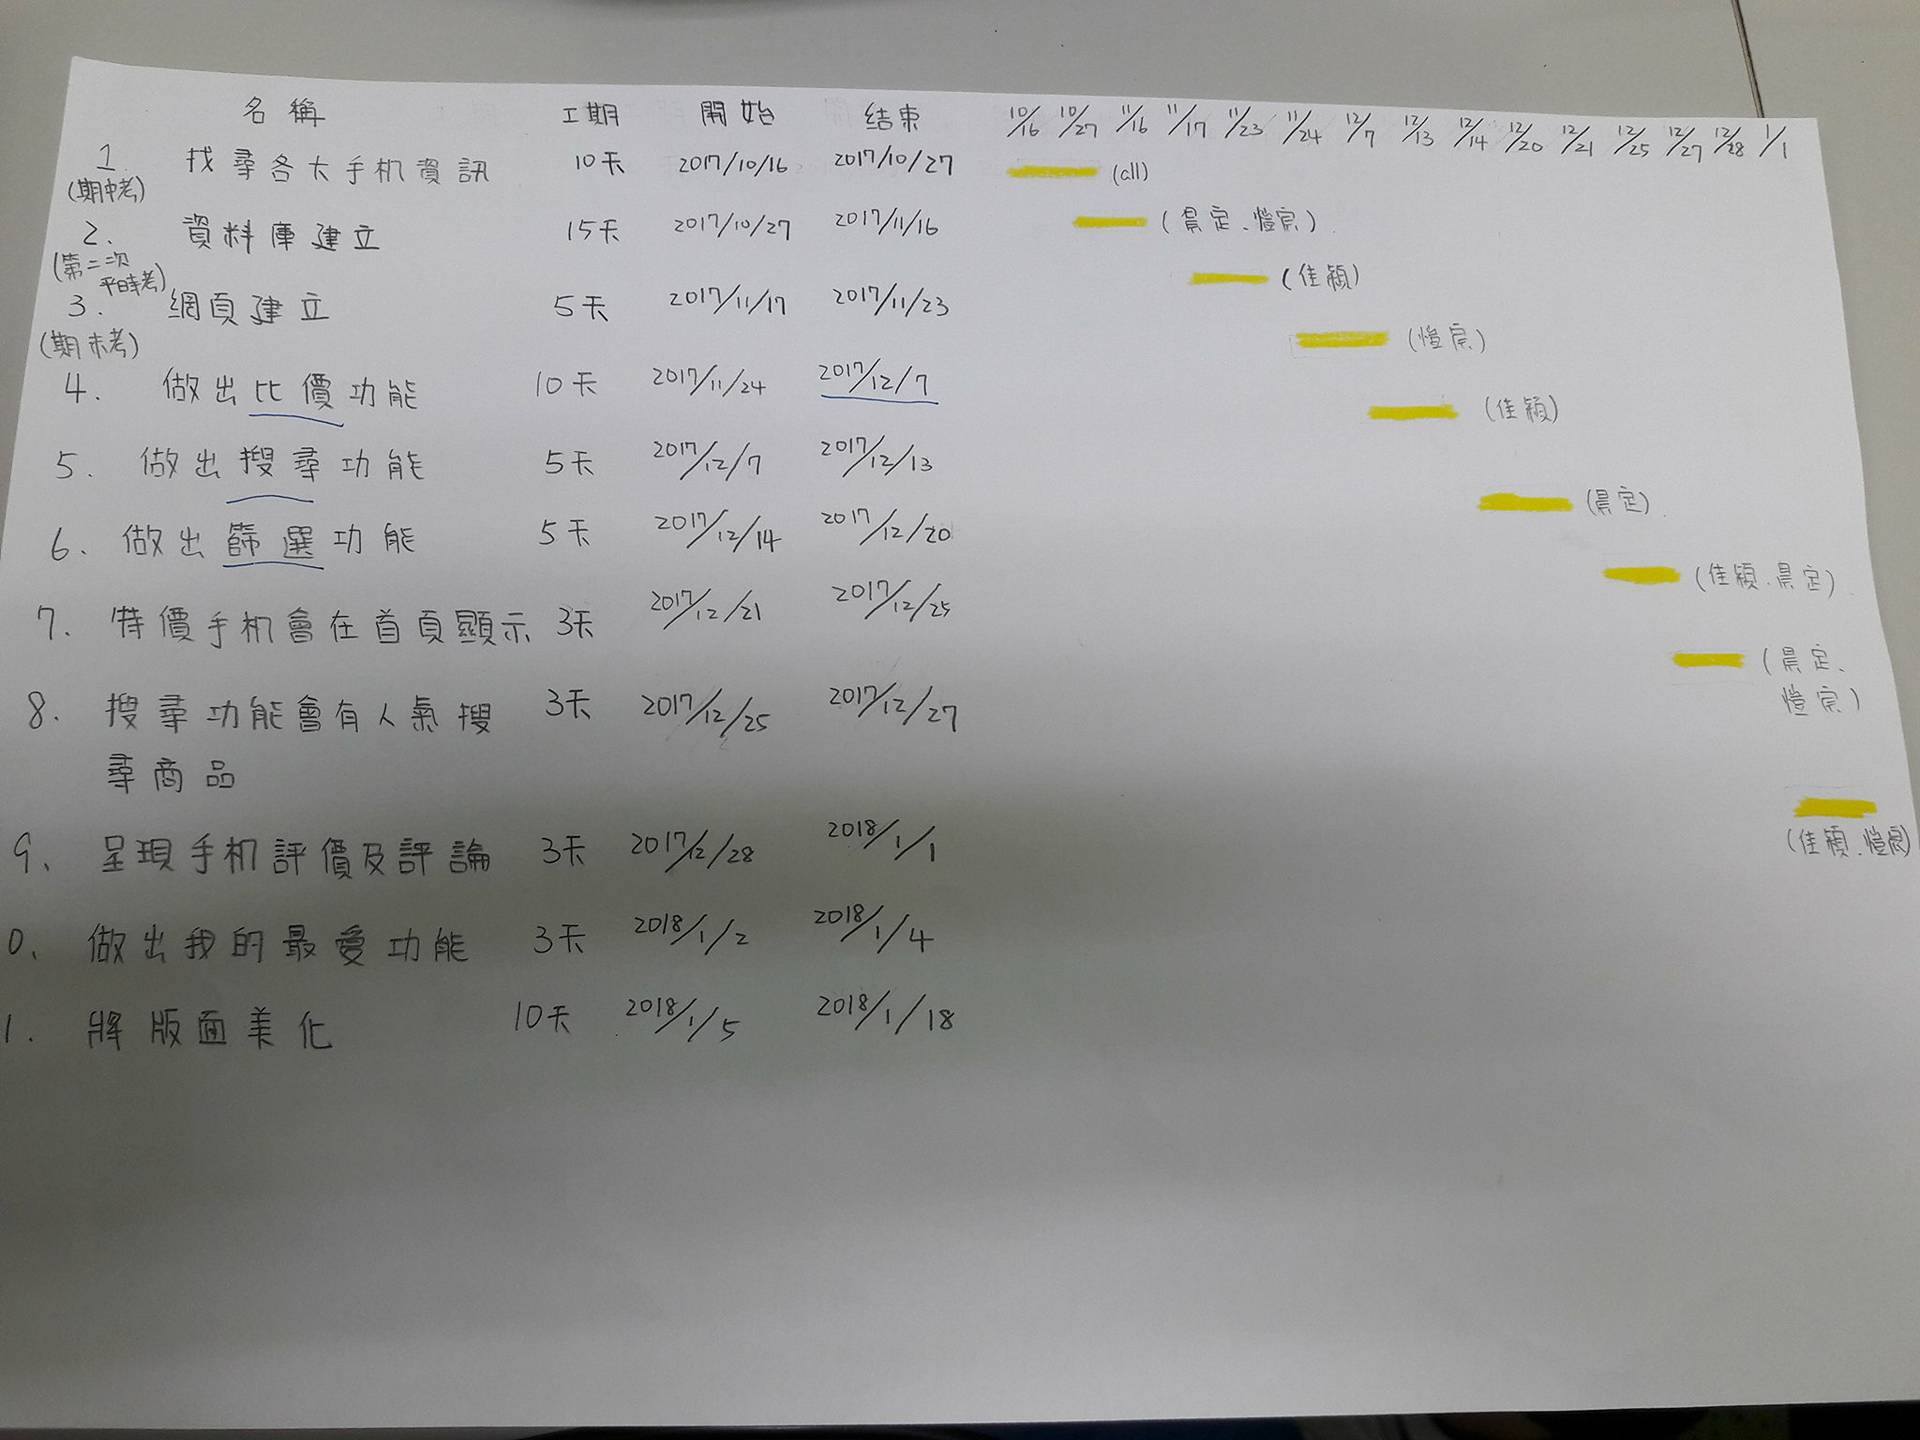 名稱 工期 開始 結束 10/16 10/27 11/16 11/17 11/23 11/24 12/7 12/13 12/14 12/20 12/21 12/25 12/27 12/28 1/1
1. 找尋各大手机資訊 10天 2017/10/16 2017/10/27 (all)
(期中考)
2. 資料庫建立 15天 2017/10/27 2017/11/16 (晨定、愷宗)
(第二次
平時考)
3. 網頁建立 5天 2017/11/17 2017/11/23 (佳穎)
(期末考)
4. 做出比價功能 10天 2017/11/24 2017/12/7 (愷宗)
5. 做出搜尋功能 5天 2017/12/7 2017/12/13 (佳穎)
6. 做出篩選功能 5天 2017/12/14 2017/12/20 (晨定)
7. 特價手机會在首頁顯示 3天 2017/12/21 2017/12/25 (佳穎、晨定)
8. 搜尋功能會有人氣搜 3天 2017/12/25 2017/12/27 (晨定、
愷宗)
尋商品
9. 呈現手机評價及評論 3天 2017/12/28 2018/1/1 (佳穎、愷宗)
0. 做出我的最愛功能 3天 2018/1/2 2018/1/4
1. 將版面美化 10天 2018/1/5 2018/1/18